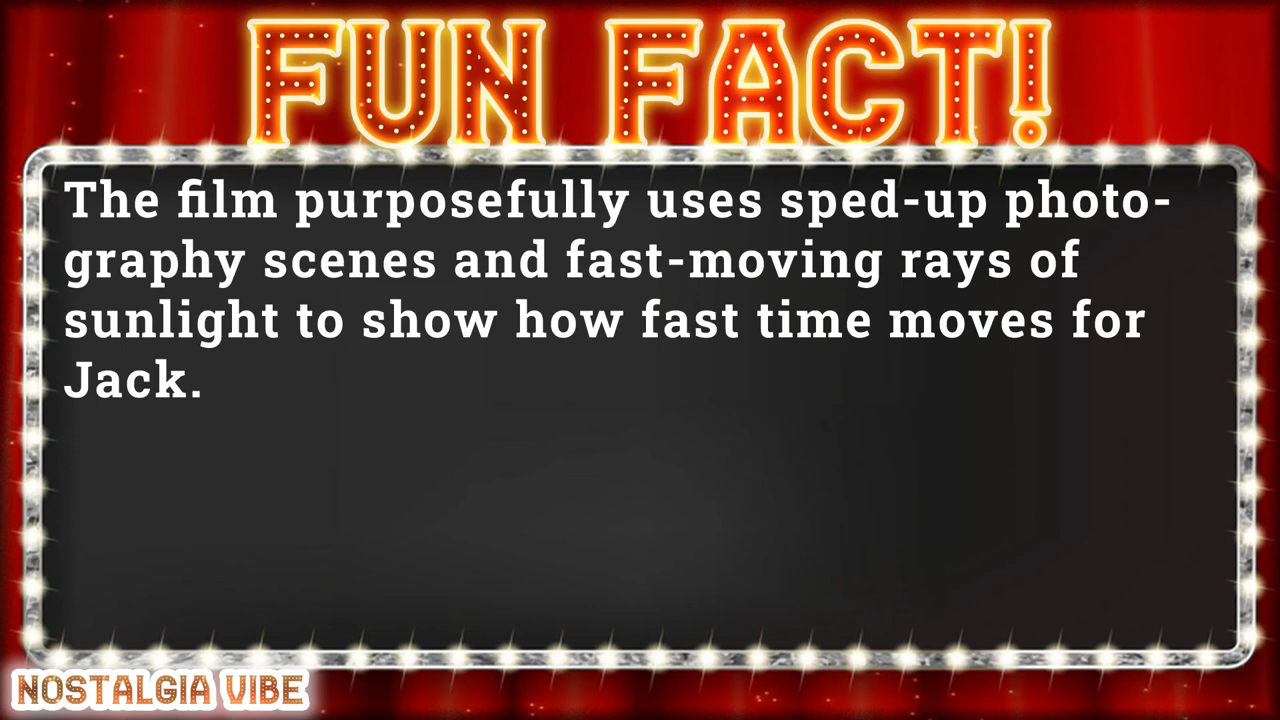 FUN FACT!
The film purposefully uses sped-up photo-
graphy scenes and fast-moving rays of
sunlight to show how fast time moves for
Jack.
NOSTALGIA VIBE